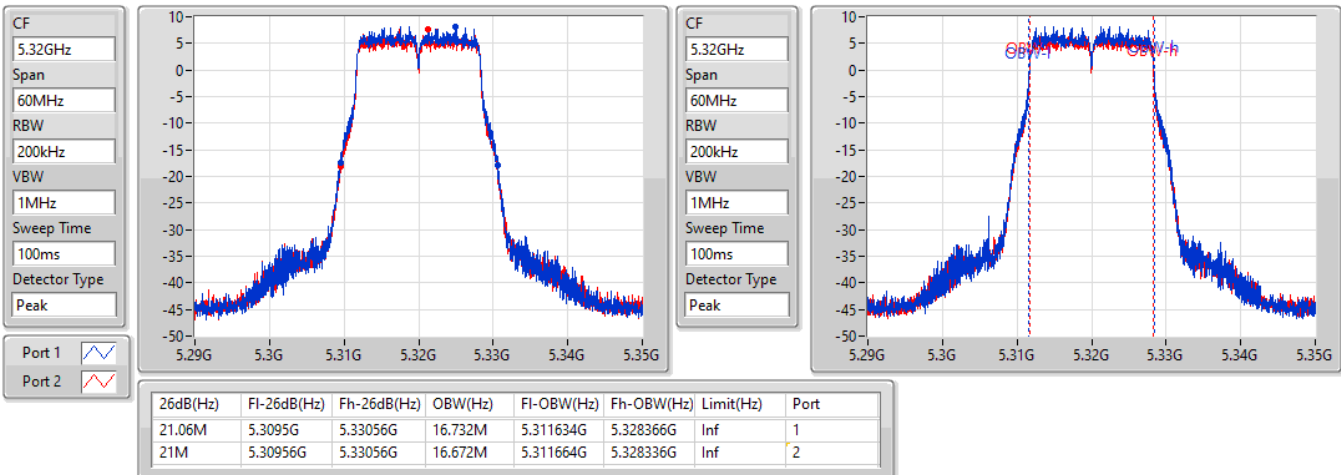 CF
5.32GHz
Span
60MHz
RBW
200kHz
VBW
1MHz
Sweep Time
100ms
Detector Type
Peak
10
5
0
-5
-10
-15
-20
-25
-30
-35
-40
-45
-50
5.29G 5.3G 5.31G 5.32G 5.33G 5.34G 5.35G
CF
5.32GHz
Span
60MHz
RBW
200kHz
VBW
1MHz
Sweep Time
100ms
Detector Type
Peak
10
5
0
-5
-10
-15
-20
-25
-30
-35
-40
-45
-50
OBW-l OBW-h
5.29G 5.3G 5.31G 5.32G 5.33G 5.34G 5.35G
Port 1
Port 2
26dB(Hz) Fl-26dB(Hz) Fh-26dB(Hz) OBW(Hz) Fl-OBW(Hz) Fh-OBW(Hz) Limit(Hz) Port
21.06M 5.3095G 5.33056G 16.732M 5.311634G 5.328366G Inf 1
21M 5.30956G 5.33056G 16.672M 5.311664G 5.328336G Inf 2